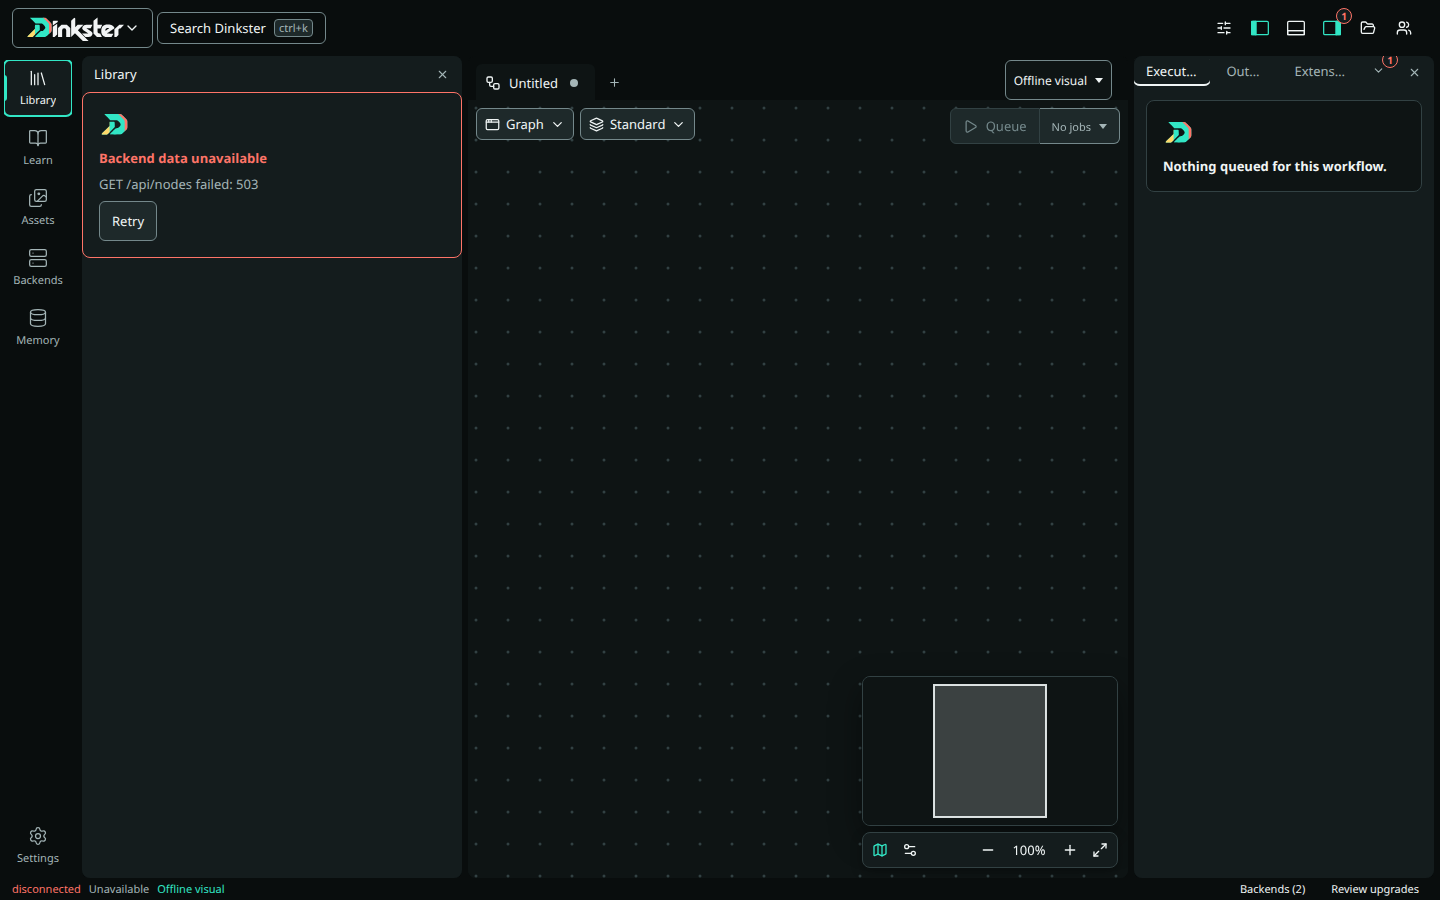 Dinkster
Search Dinkster ctrl+k
1
Library
Learn
Assets
Backends
Memory
Settings
Library
Backend data unavailable
GET /api/nodes failed: 503
Retry
Untitled
Offline visual
Graph
Standard
Queue
No jobs
100%
Execut...
Out...
Extens...
1
Nothing queued for this workflow.
disconnected Unavailable Offline visual
Backends (2) Review upgrades